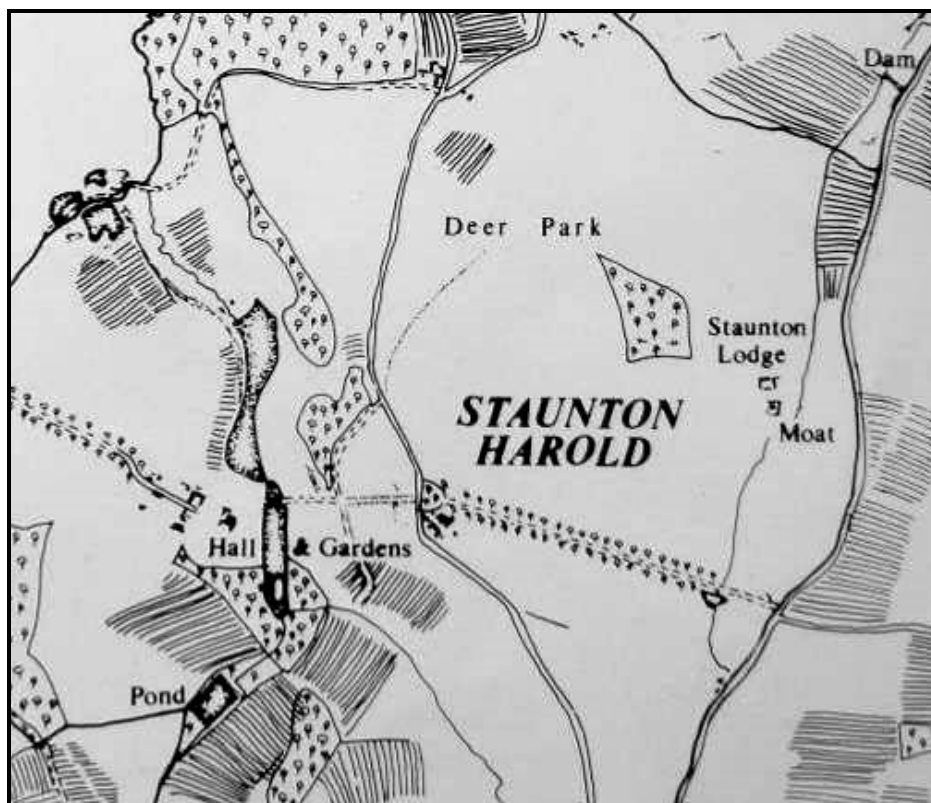 Dam
Deer Park
Staunton
Lodge
STAUNTON
HAROLD
Moat
Hall & Gardens
Pond